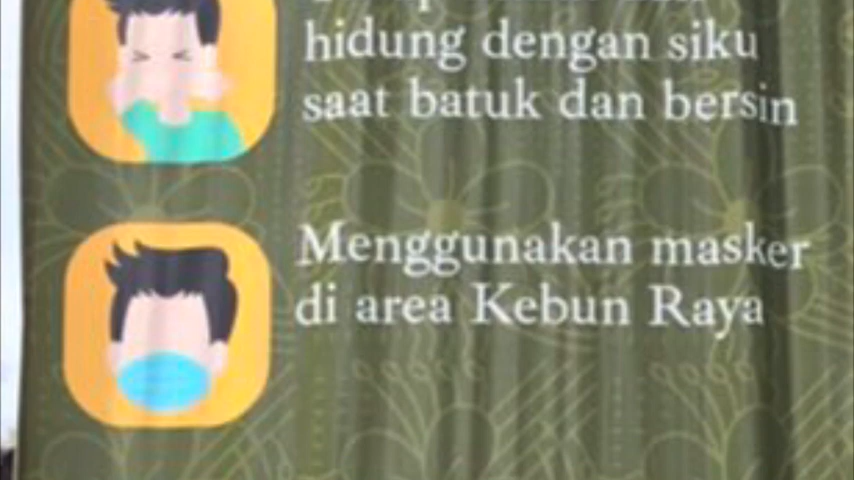 hidung dengan siku
saat batuk dan bersin
Menggunakan masker
di area Kebun Raya